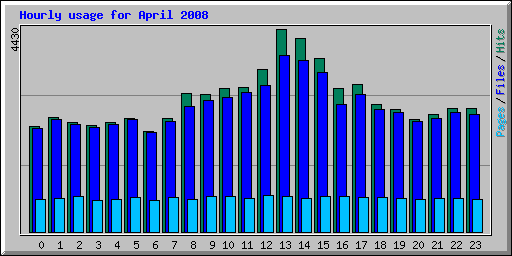 Hourly usage for April 2008
4430
Pages/Files/Hits
0 1 2 3 4 5 6 7 8 9 10 11 12 13 14 15 16 17 18 19 20 21 22 23